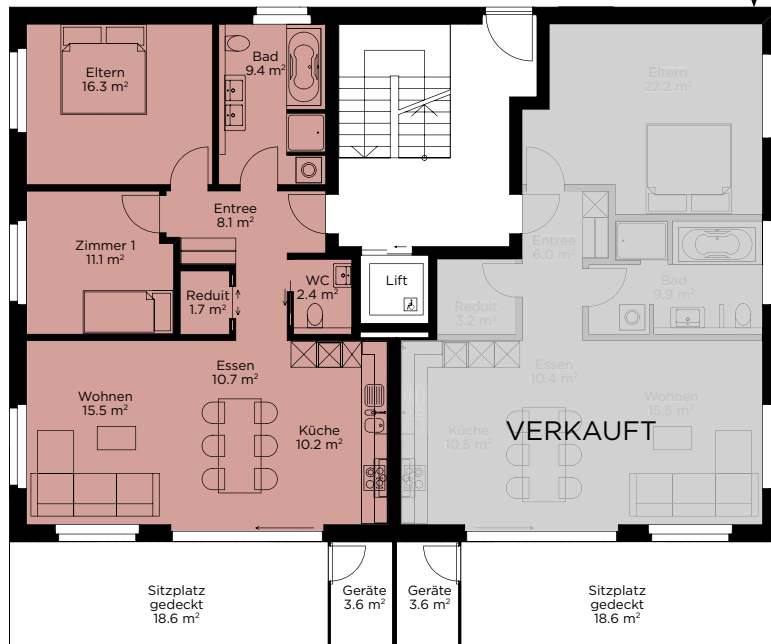 Eltern
16.3 m²
Bad
9.4 m²
Eltern
22.2 m²
Entree
8.1 m²
Zimmer 1
11.1 m²
Reduit
1.7 m²
WC
2.4 m²
Lift
Entree
6.0 m²
Bad
9.9 m²
Reduit
3.2 m²
Wohnen
15.5 m²
Essen
10.7 m²
Küche
10.2 m²
Essen
10.4 m²
Wohnen
15.5 m²
Küche
10.5 m²
VERKAUFT
Sitzplatz
gedeckt
18.6 m²
Geräte
3.6 m²
Geräte
3.6 m²
Sitzplatz
gedeckt
18.6 m²